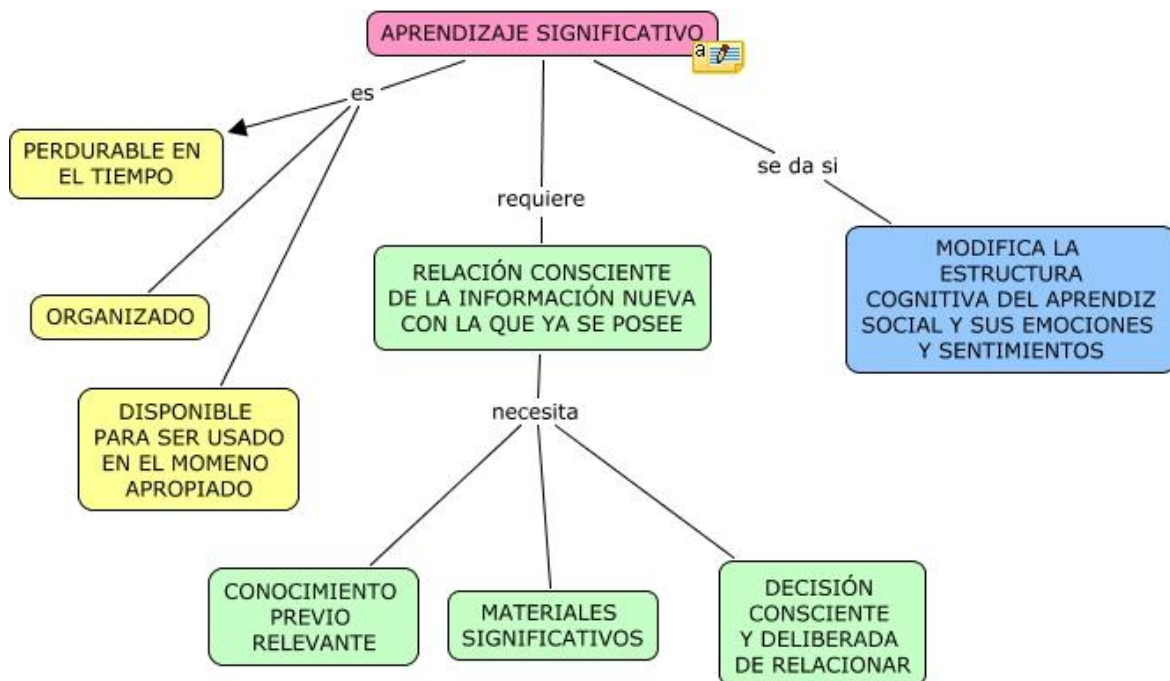 APRENDIZAJE SIGNIFICATIVO
a
es
PERDURABLE EN
EL TIEMPO
ORGANIZADO
DISPONIBLE
PARA SER USADO
EN EL MOMENO
APROPIADO
requiere
RELACIÓN CONSCIENTE
DE LA INFORMACIÓN NUEVA
CON LA QUE YA SE POSEE
necesita
CONOCIMIENTO
PREVIO
RELEVANTE
MATERIALES
SIGNIFICATIVOS
DECISIÓN
CONSCIENTE
Y DELIBERADA
DE RELACIONAR
se da si
MODIFICA LA
ESTRUCTURA
COGNITIVA DEL APRENDIZ
SOCIAL Y SUS EMOCIONES
Y SENTIMIENTOS